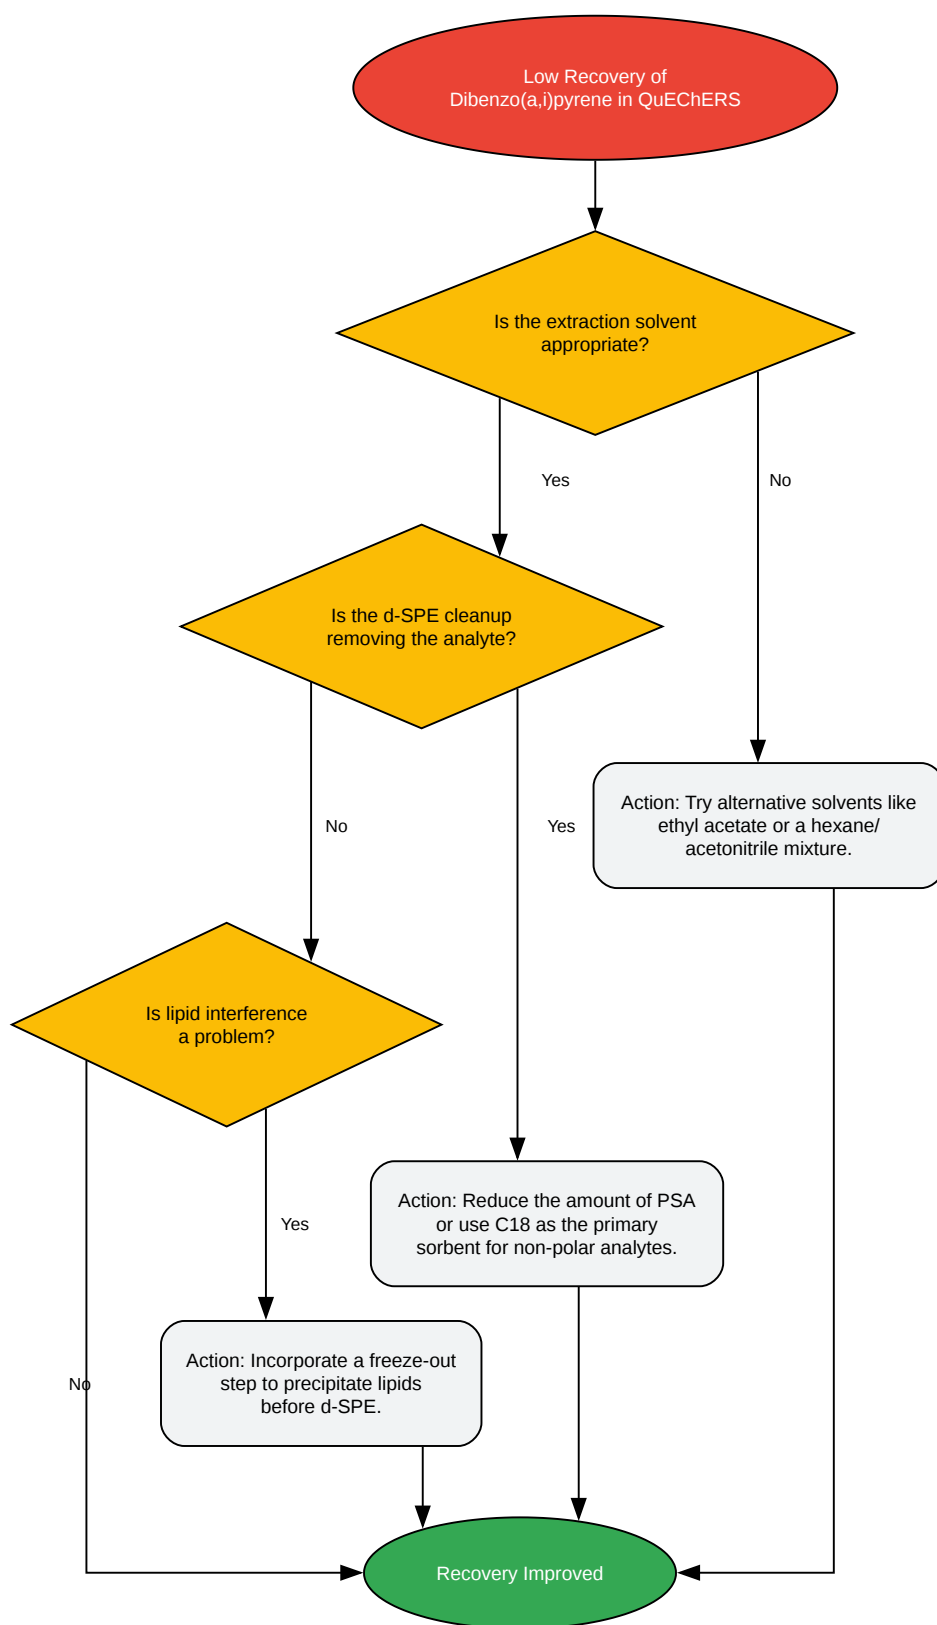 Low Recovery of
Dibenzo(a,i)pyrene in QuEChERS
Is the extraction solvent
appropriate?
Yes
No
Is the d-SPE cleanup
removing the analyte?
Action: Try alternative solvents like
ethyl acetate or a hexane/
acetonitrile mixture.
No
Yes
Is lipid interference
a problem?
Action: Reduce the amount of PSA
or use C18 as the primary
sorbent for non-polar analytes.
Yes
Action: Incorporate a freeze-out
step to precipitate lipids
before d-SPE.
No
Recovery Improved